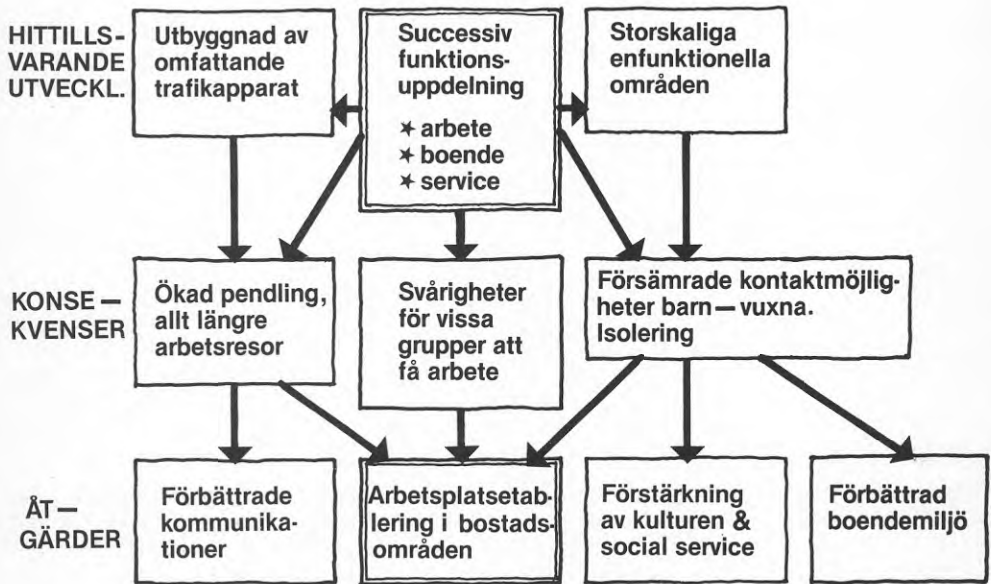 HITTILLS-
VARANDE
UTVECKL.
Utbyggnad av
omfattande
trafikapparat
Successiv
funktions-
uppdelning
* arbete
* boende
* service
Storskaliga
enfunktionella
områden
KONSE—
KVENSER
Ökad pendling,
allt längre
arbetsresor
Svårigheter
för vissa
grupper att
få arbete
Försämrade kontaktmöjlig-
heter barn—vuxna.
Isolering
ÅT—
GÄRDER
Förbättrade
kommunika-
tioner
Arbetsplatsetab-
lering i bostads-
områden
Förstärkning
av kulturen &
social service
Förbättrad
boendemiljö